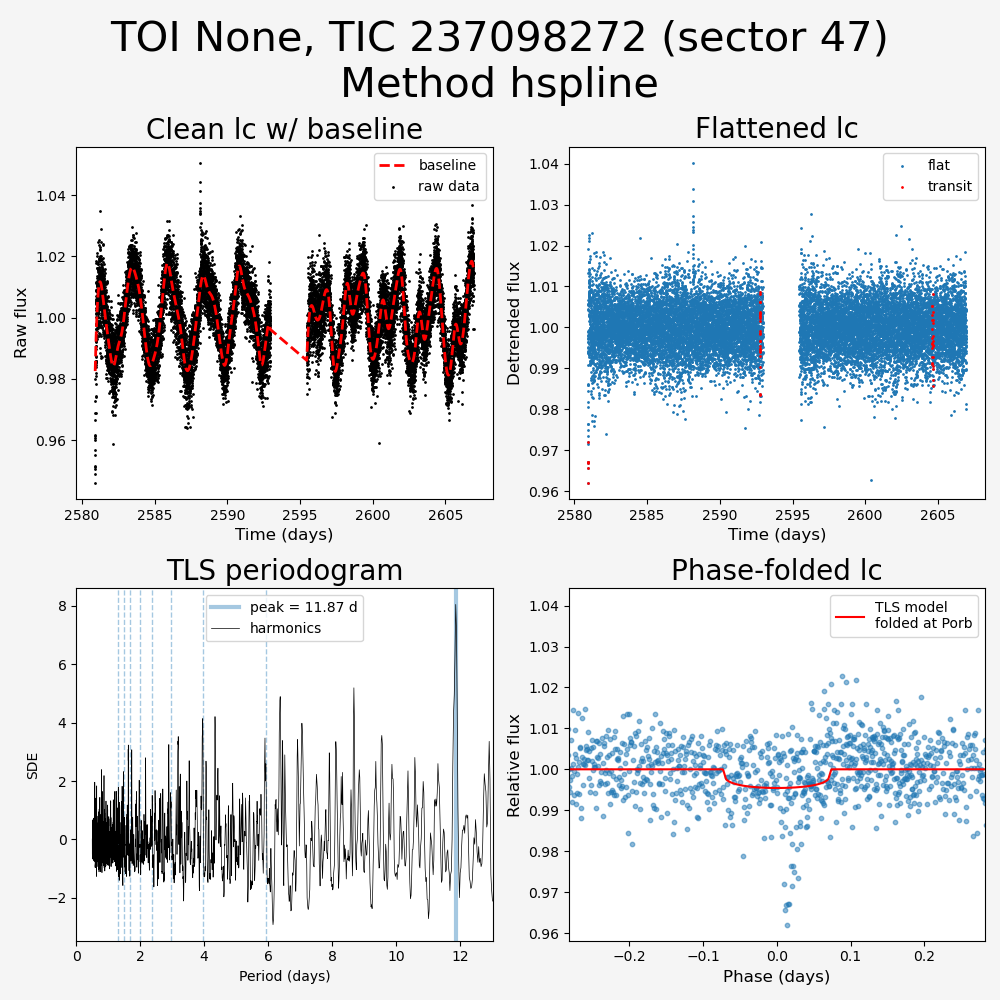 TOI None, TIC 237098272 (sector 47)
Method hspline
Clean lc w/ baseline
Flattened lc
baseline
raw data
flat
transit
Raw flux
1.04
1.02
1.00
0.98
0.96
2580
2585
2590
2595
2600
2605
Time (days)
Detrended flux
1.04
1.03
1.02
1.01
1.00
0.99
0.98
0.97
0.96
2580
2585
2590
2595
2600
2605
Time (days)
TLS periodogram
Phase-folded lc
peak = 11.87 d
harmonics
TLS model
folded at Porb
SDE
8
6
4
2
0
−2
0
2
4
6
8
10
12
Period (days)
Relative flux
1.04
1.03
1.02
1.01
1.00
0.99
0.98
0.97
0.96
−0.2
−0.1
0.0
0.1
0.2
Phase (days)